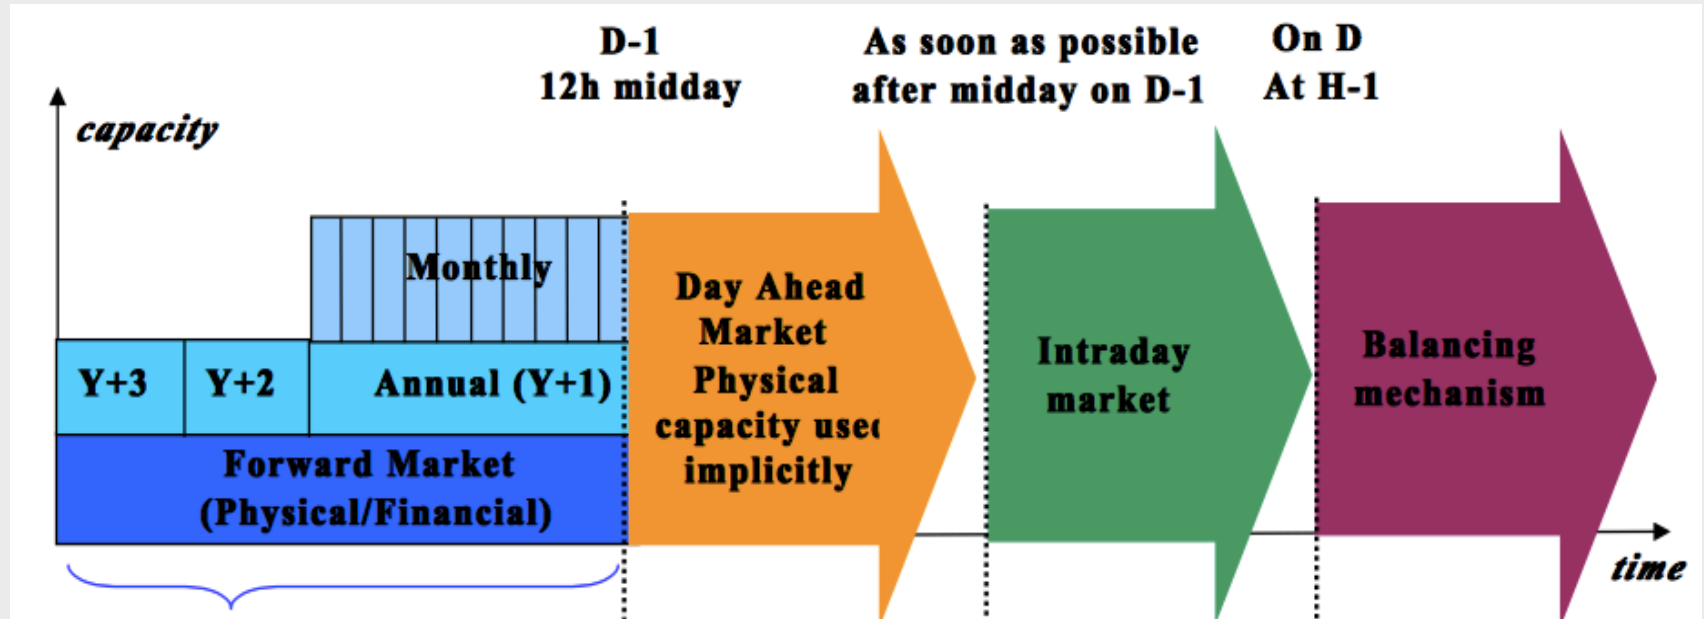 D-1
12h midday
As soon as possible
after midday on D-1
On D
At H-1
capacity
Monthly
Y+3
Y+2
Annual (Y+1)
Forward Market
(Physical/Financial)
Day Ahead
Market
Physical
capacity use
implicitly
Intraday
market
Balancing
mechanism
time